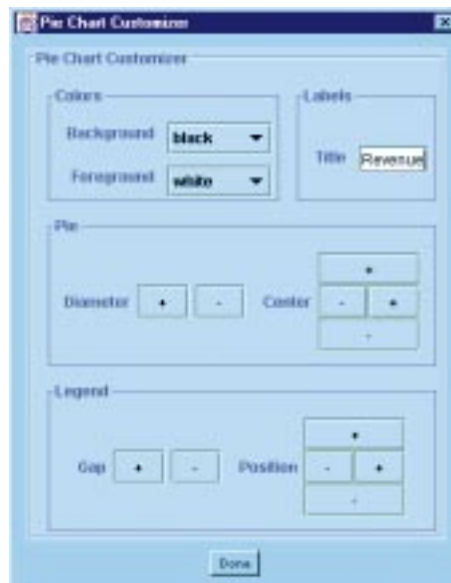 Pie Chart Customizer
Pie Chart Customizer
Colors
Background black
Foreground white
Labels
Title Revenue
Pie
+
Diameter + - Center - +
-
Legend
+
Gap + - Position - +
-
Done